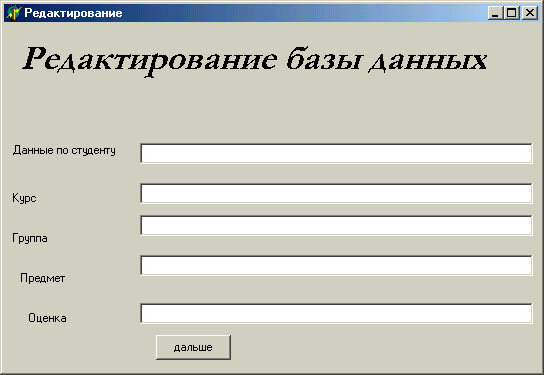 Редактирование
Редактирование базы данных
Данные по студенту
Курс
Группа
Предмет
Оценка
дальше